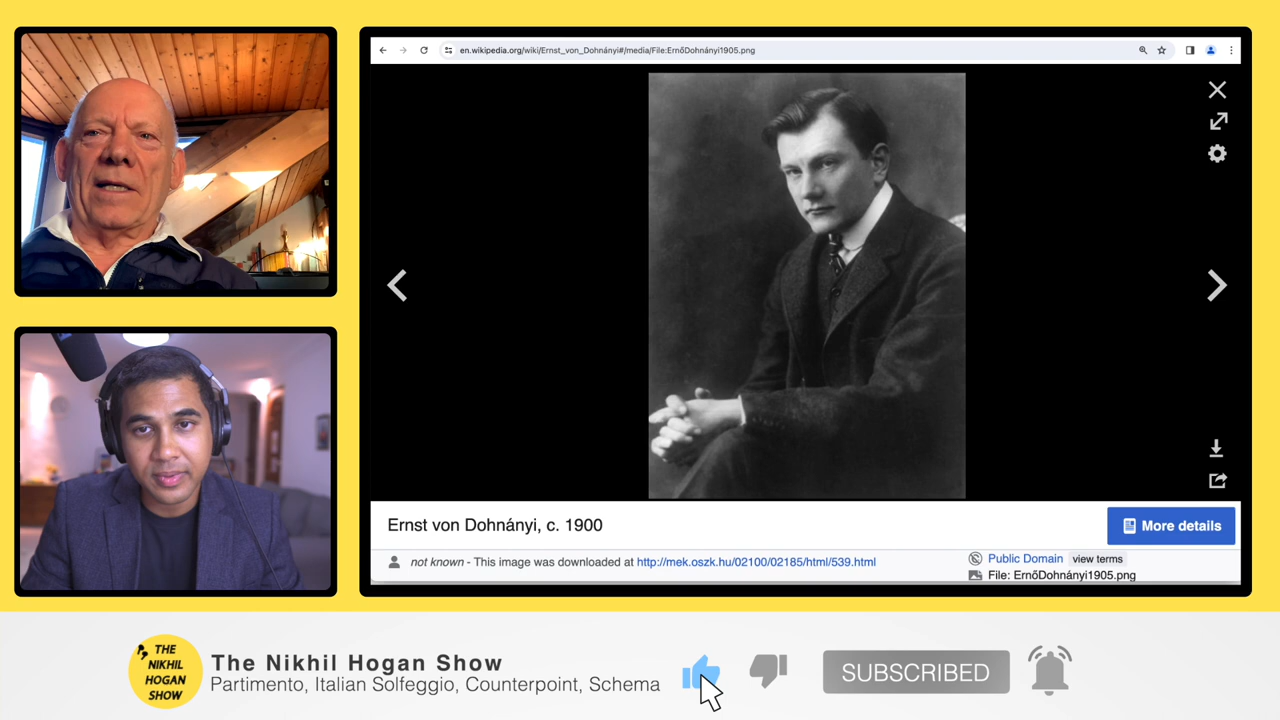 en.wikipedia.org/wiki/Ernst_von_Dohnányi#/media/File:ErnőDohnányi1905.png
Ernst von Dohnányi, c. 1900
More details
not known - This image was downloaded at http://mek.oszk.hu/02100/02185/html/539.html
Public Domain view terms
File: ErnőDohnányi1905.png
THE
NIKHIL
HOGAN
SHOW
The Nikhil Hogan Show
Partimento, Italian Solfeggio, Counterpoint, Schema
SUBSCRIBED